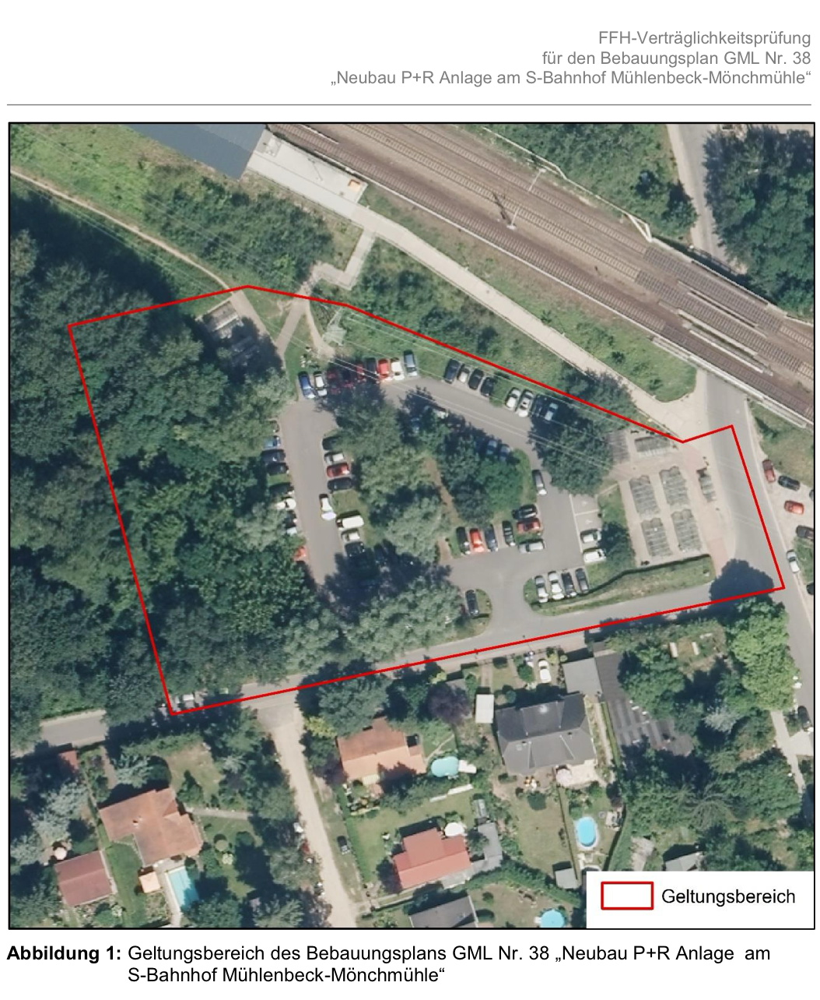 FFH-Verträglichkeitsprüfung
für den Bebauungsplan GML Nr. 38
„Neubau P+R Anlage am S-Bahnhof Mühlenbeck-Mönchmühle“
Geltungsbereich
Abbildung 1: Geltungsbereich des Bebauungsplans GML Nr. 38 „Neubau P+R Anlage am
S-Bahnhof Mühlenbeck-Mönchmühle“